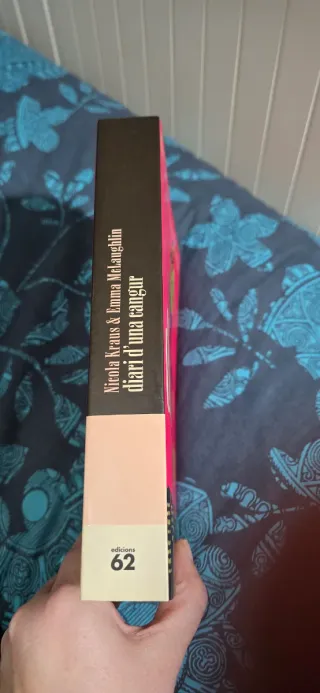 Nicola Kraus & Emma McLaughlin
diari d'una cangur
edicions
62